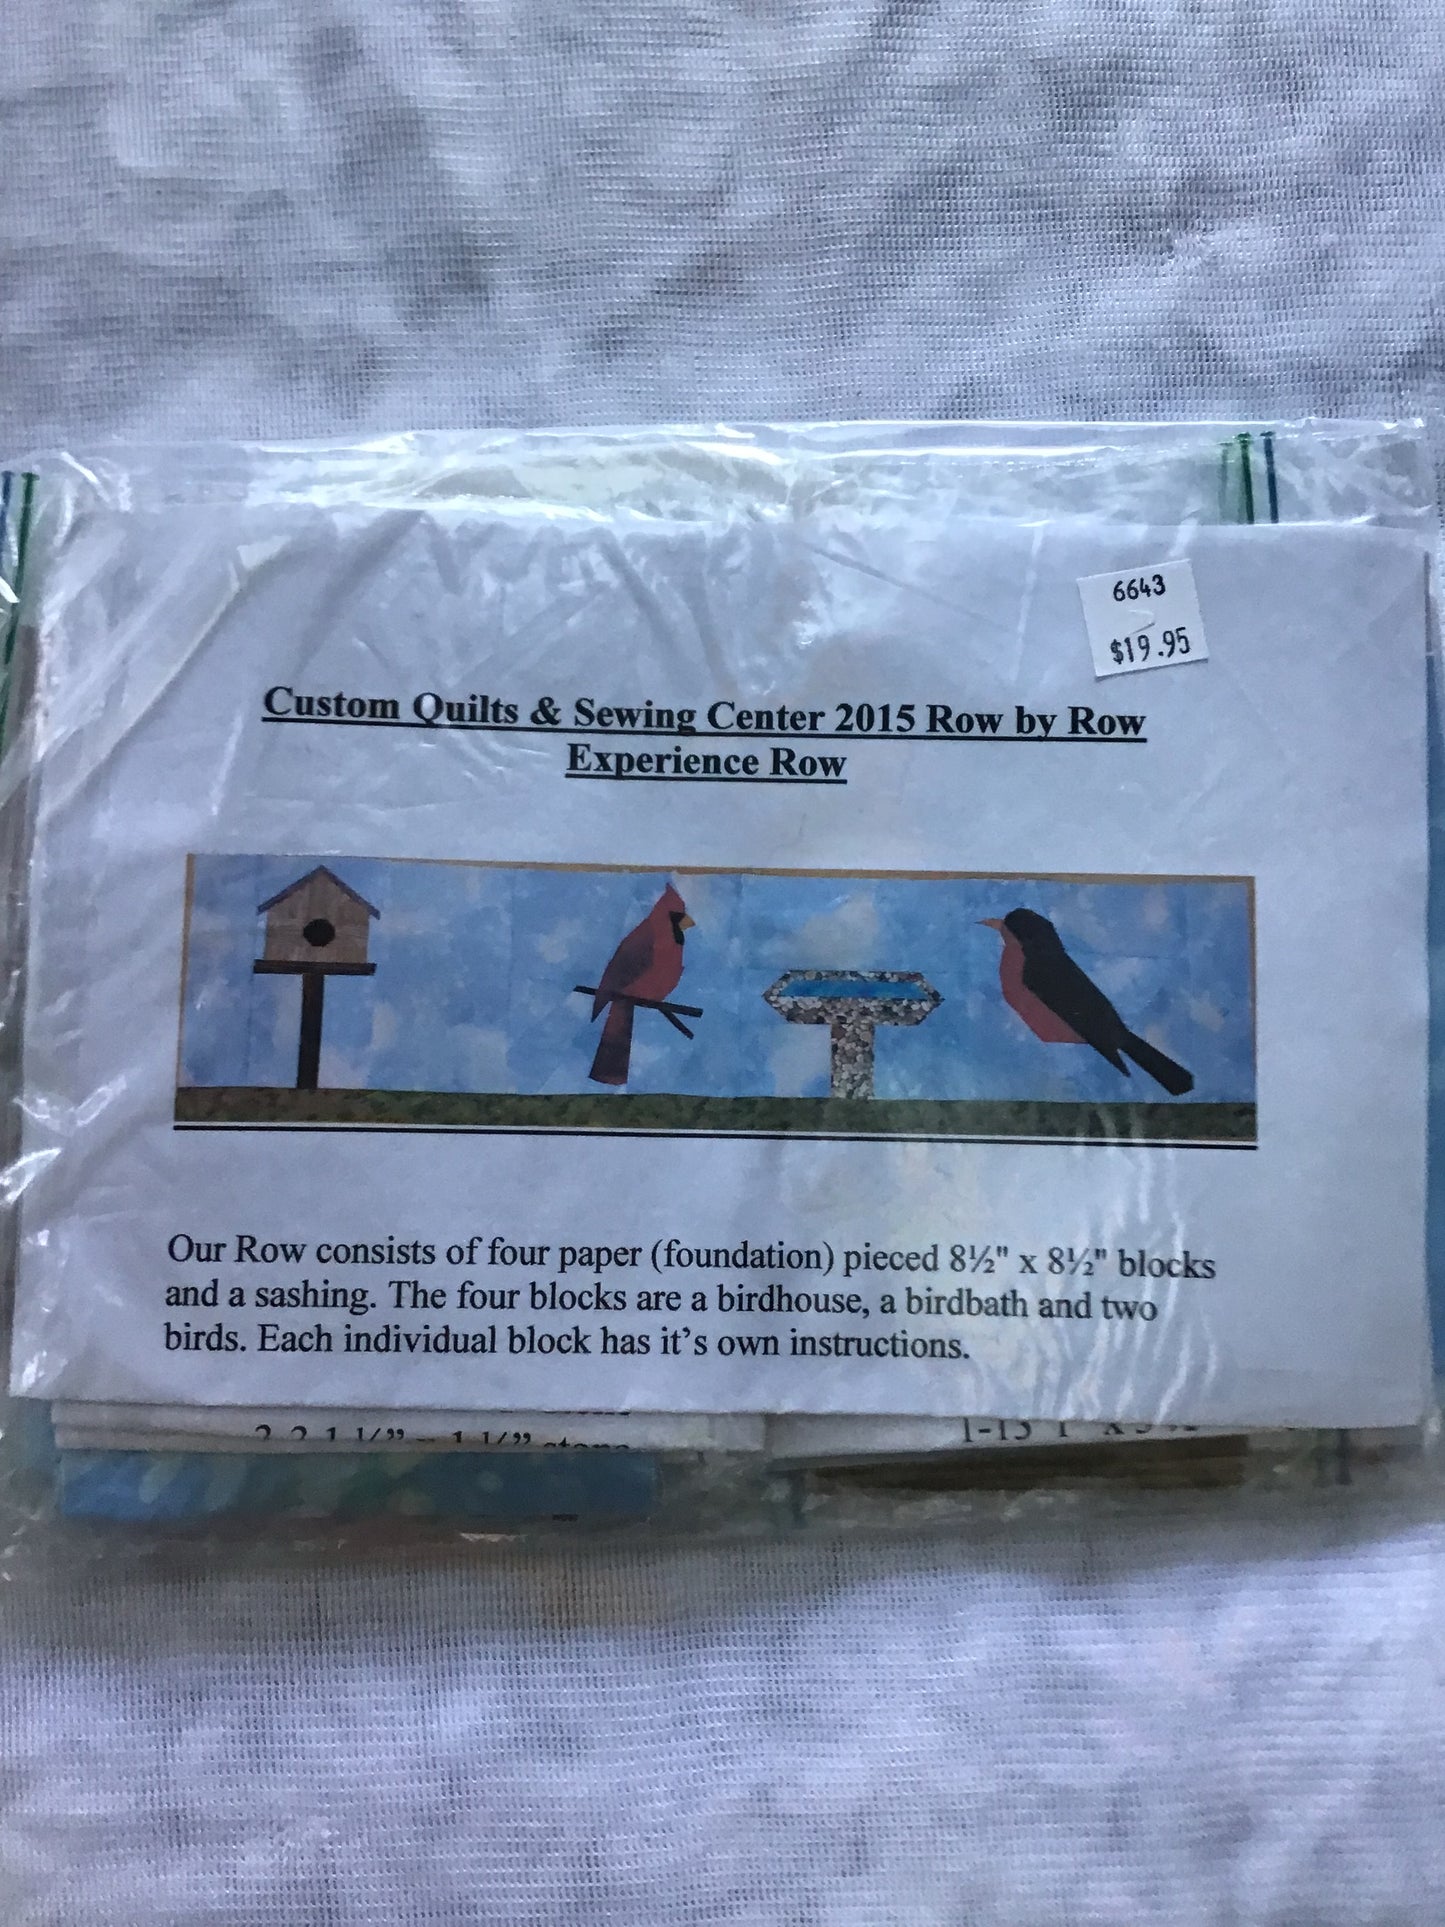 6643
$19.95
Custom Quilts & Sewing Center 2015 Row by Row
Experience Row
Our Row consists of four paper (foundation) pieced 8½" x 8½" blocks
and a sashing. The four blocks are a birdhouse, a birdbath and two
birds. Each individual block has it's own instructions.